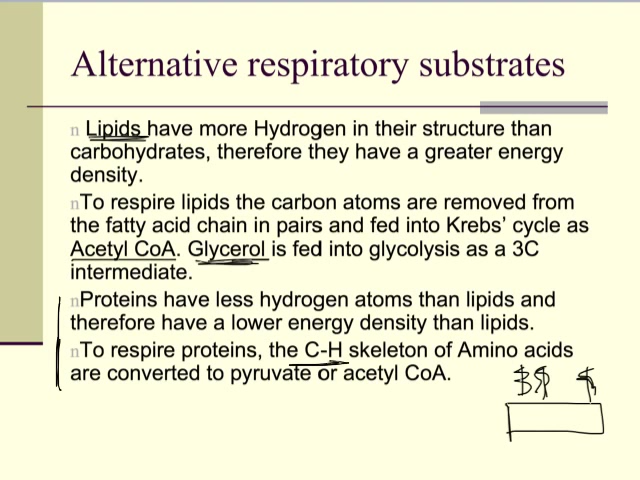 Alternative respiratory substrates
n Lipids have more Hydrogen in their structure than
carbohydrates, therefore they have a greater energy
density.
nTo respire lipids the carbon atoms are removed from
the fatty acid chain in pairs and fed into Krebs' cycle as
Acetyl CoA. Glycerol is fed into glycolysis as a 3C
intermediate.
nProteins have less hydrogen atoms than lipids and
therefore have a lower energy density than lipids.
nTo respire proteins, the C-H skeleton of Amino acids
are converted to pyruvate or acetyl CoA.